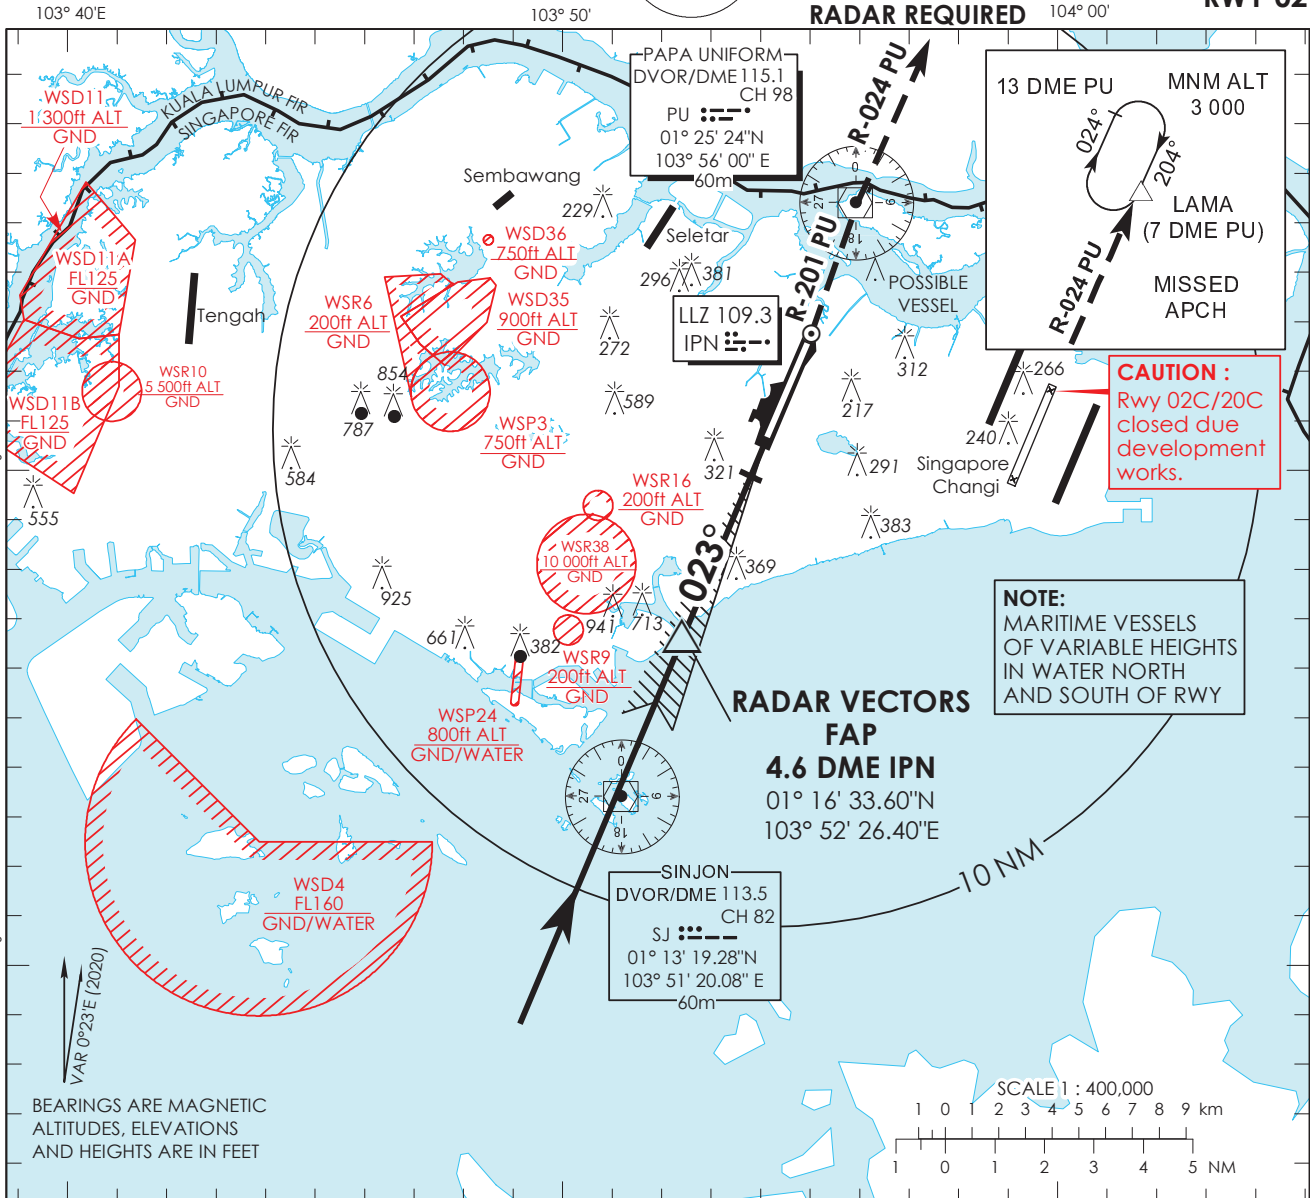 103° 40'E
103° 50'
RADAR REQUIRED
104° 00'
KUALA LUMPUR FIR
SINGAPORE FIR
WSD11
1 300ft ALT
GND
PAPA UNIFORM
DVOR/DME 115.1
CH 98
PU
01° 25' 24"N
103° 56' 00" E
60m
R-024 PU
13 DME PU
MNM ALT
3 000
024°
204°
LAMA
(7 DME PU)
R-024 PU
MISSED
APCH
Sembawang
229
Seletar
WSD36
750ft ALT
GND
0
9
18
27
R-201 PU
POSSIBLE
VESSEL
WSD11A
FL125
GND
Tengah
WSR6
200ft ALT
GND
WSD35
900ft ALT
GND
296
381
LLZ 109.3
IPN
272
312
WSR10
5 500ft ALT
GND
854
787
WSD11B
FL125
GND
589
217
266
CAUTION :
Rwy 02C/20C
closed due
development
works.
WSP3
750ft ALT
GND
240
Singapore
Changi
584
321
291
555
WSR16
200ft ALT
GND
383
WSR38
10 000ft ALT
GND
023°
369
925
941
713
NOTE:
MARITIME VESSELS
OF VARIABLE HEIGHTS
IN WATER NORTH
AND SOUTH OF RWY
661
382
WSR9
200ft ALT
GND
WSP24
800ft ALT
GND/WATER
RADAR VECTORS
FAP
4.6 DME IPN
01° 16' 33.60"N
103° 52' 26.40"E
0
9
18
27
10 NM
SINJON
DVOR/DME 113.5
CH 82
SJ
01° 13' 19.28"N
103° 51' 20.08" E
60m
WSD4
FL160
GND/WATER
VAR 0°23'E (2020)
BEARINGS ARE MAGNETIC
ALTITUDES, ELEVATIONS
AND HEIGHTS ARE IN FEET
SCALE 1 : 400,000
1 0 1 2 3 4 5 6 7 8 9 km
1 0 1 2 3 4 5 NM